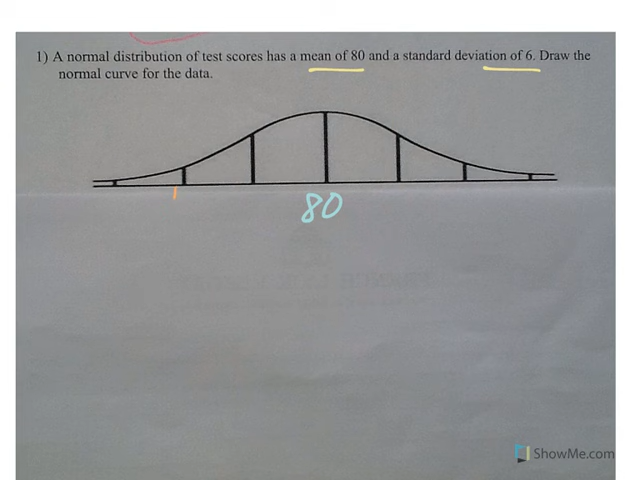 1) A normal distribution of test scores has a mean of 80 and a standard deviation of 6. Draw the
normal curve for the data.
80
ShowMe.com